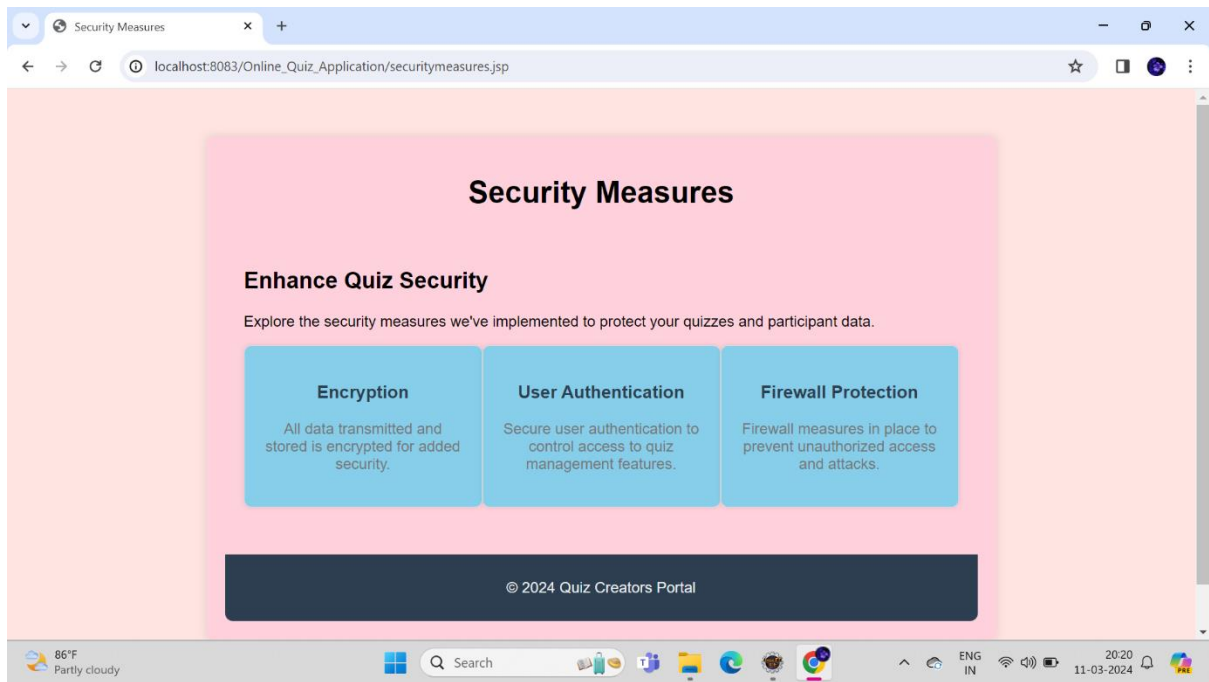 Security Measures
localhost:8083/Online_Quiz_Application/securitymeasures.jsp
Security Measures
Enhance Quiz Security
Explore the security measures we've implemented to protect your quizzes and participant data.
Encryption
All data transmitted and
stored is encrypted for added
security.
User Authentication
Secure user authentication to
control access to quiz
management features.
Firewall Protection
Firewall measures in place to
prevent unauthorized access
and attacks.
© 2024 Quiz Creators Portal
86°F
Partly cloudy
Search
ENG
IN
20:20
11-03-2024
PRE